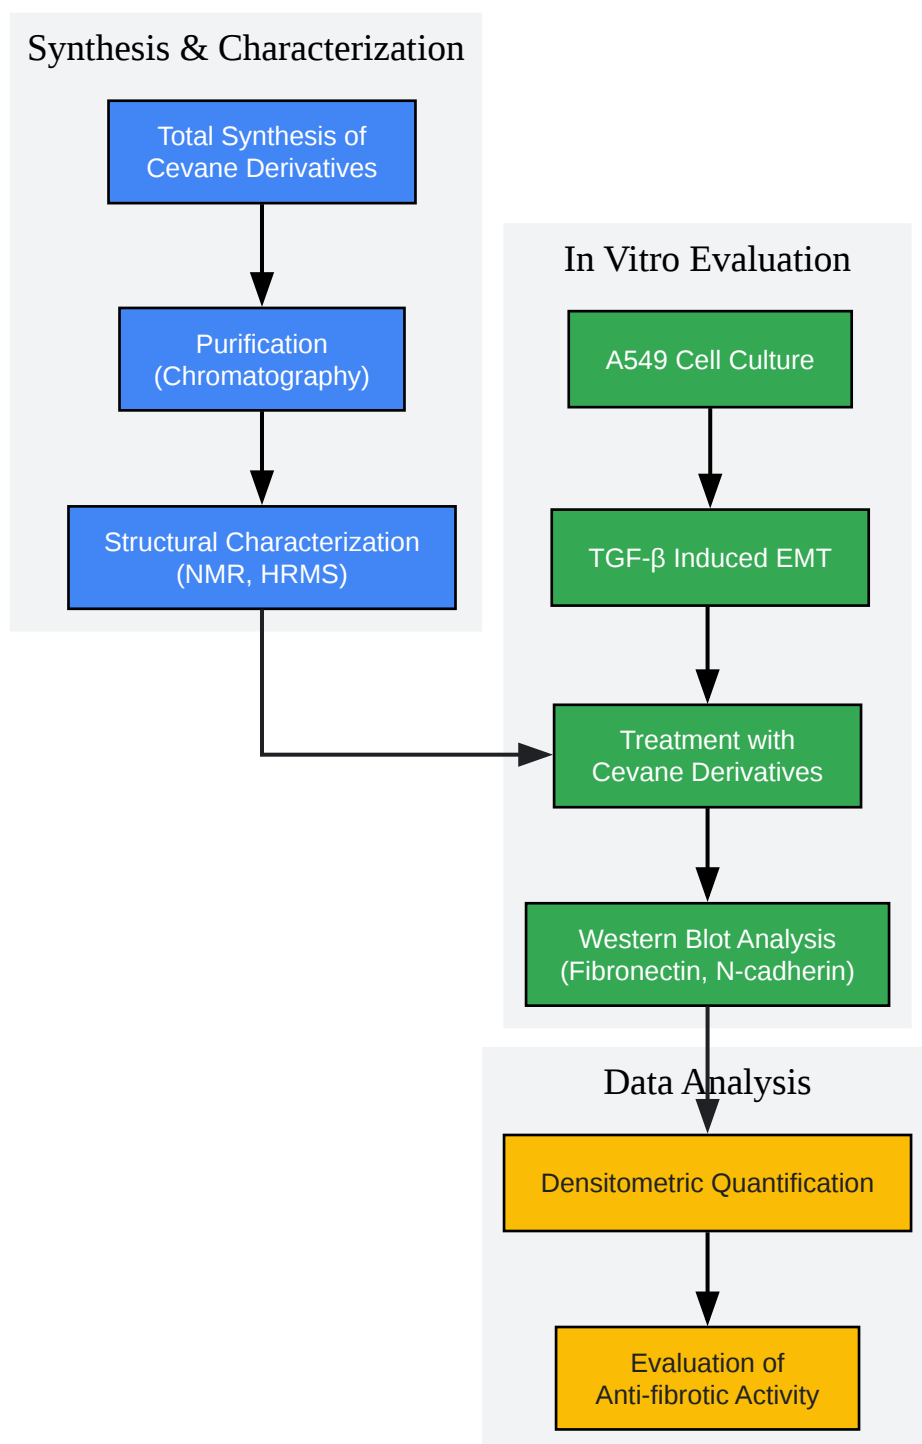 Synthesis & Characterization
Total Synthesis of
Cevane Derivatives
Purification
(Chromatography)
Structural Characterization
(NMR, HRMS)
In Vitro Evaluation
A549 Cell Culture
TGF-β Induced EMT
Treatment with
Cevane Derivatives
Western Blot Analysis
(Fibronectin, N-cadherin)
Data Analysis
Densitometric Quantification
Evaluation of
Anti-fibrotic Activity